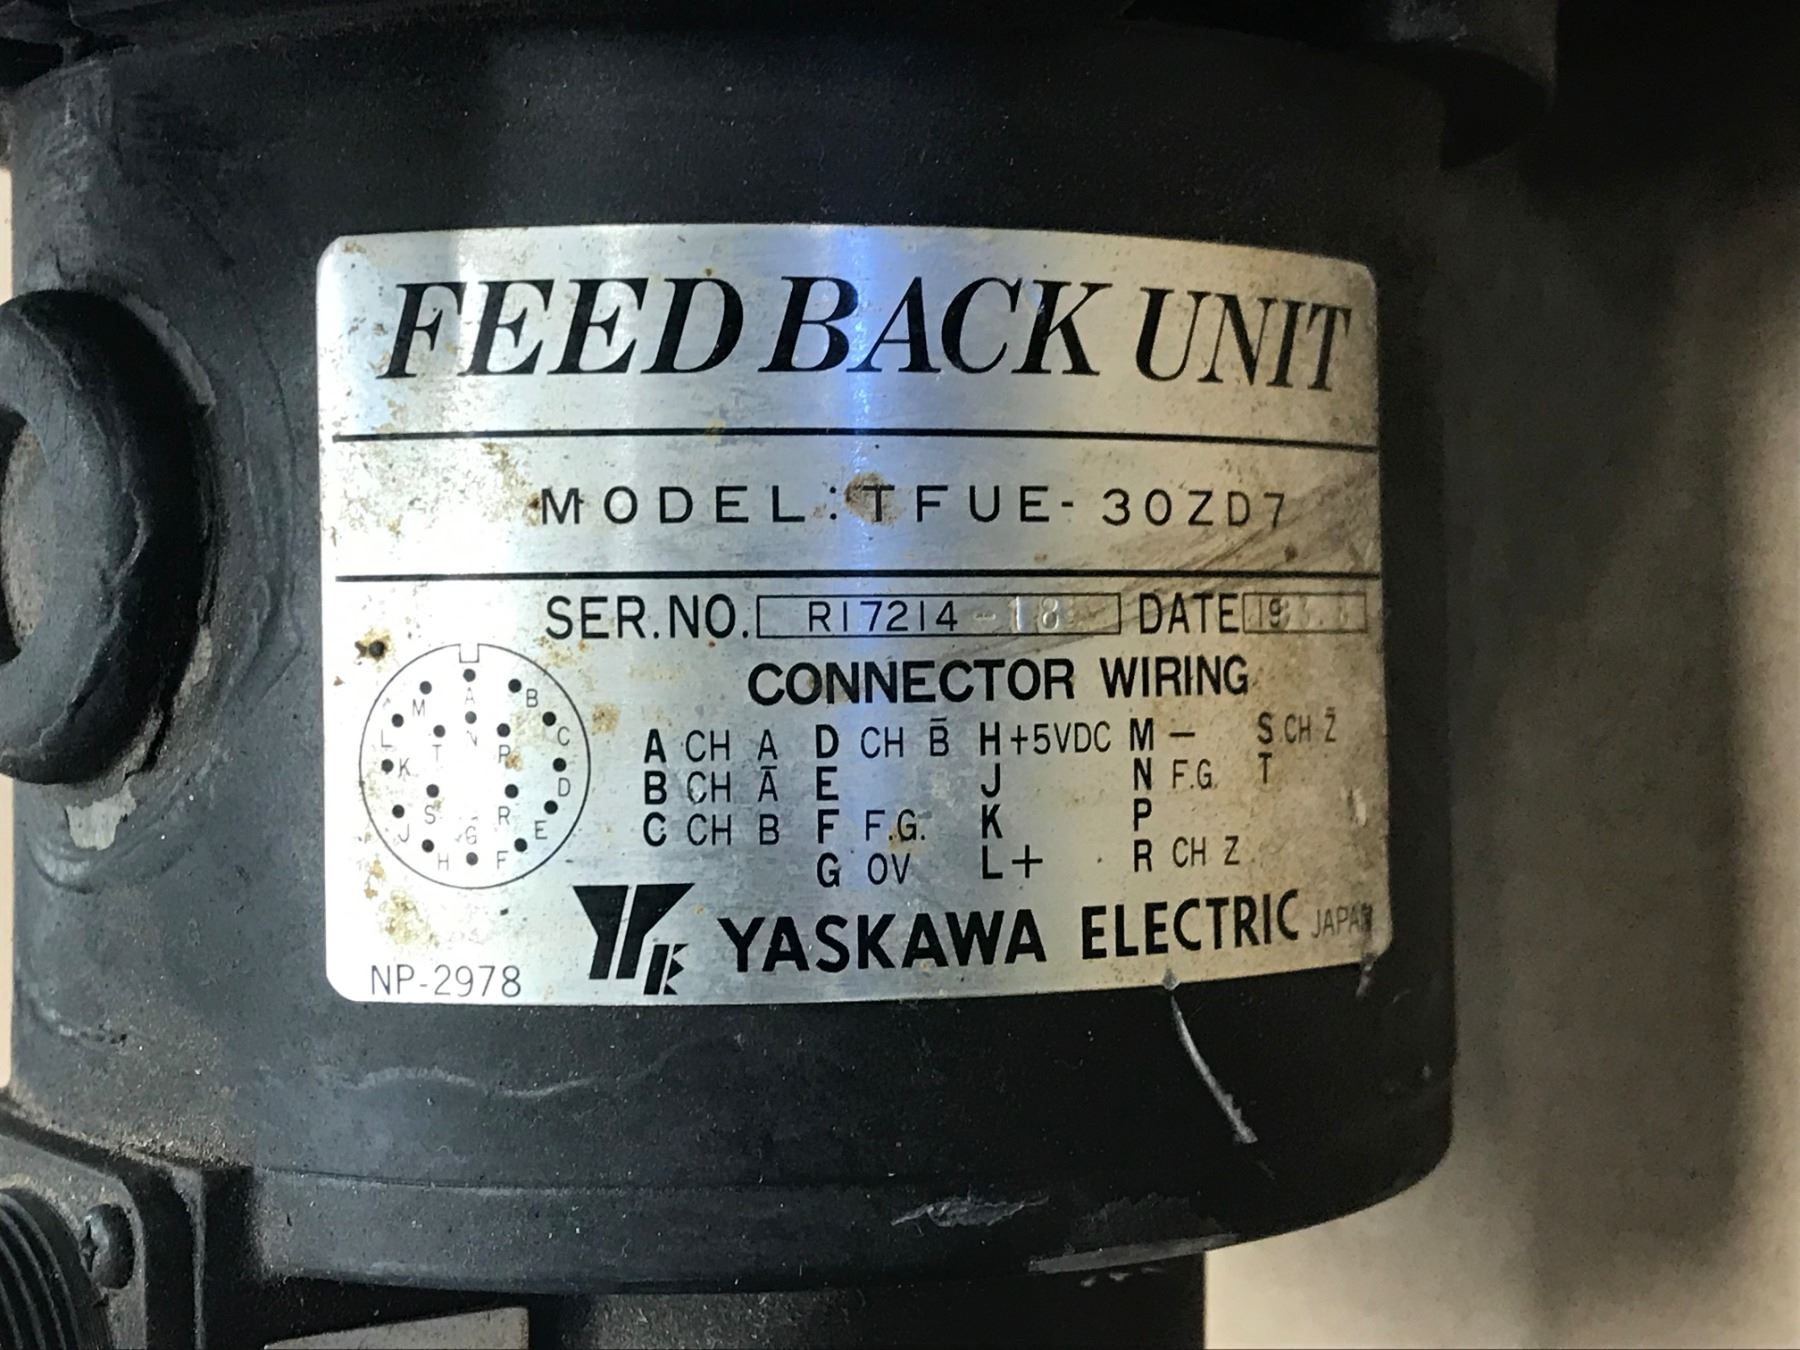 FEED BACK UNIT
MODEL: TFUE-30ZD7
SER.NO. R17214-18 DATE
CONNECTOR WIRING
A CH A D CH B̄ H +5VDC M — S CH Z̄
B CH Ā E J N F.G. T
C CH B F F.G. K P
G 0V L+ R CH Z
A
M B
L N C
T P
K D
S R
J G E
H F
YASKAWA ELECTRIC JAPAN
NP-2978